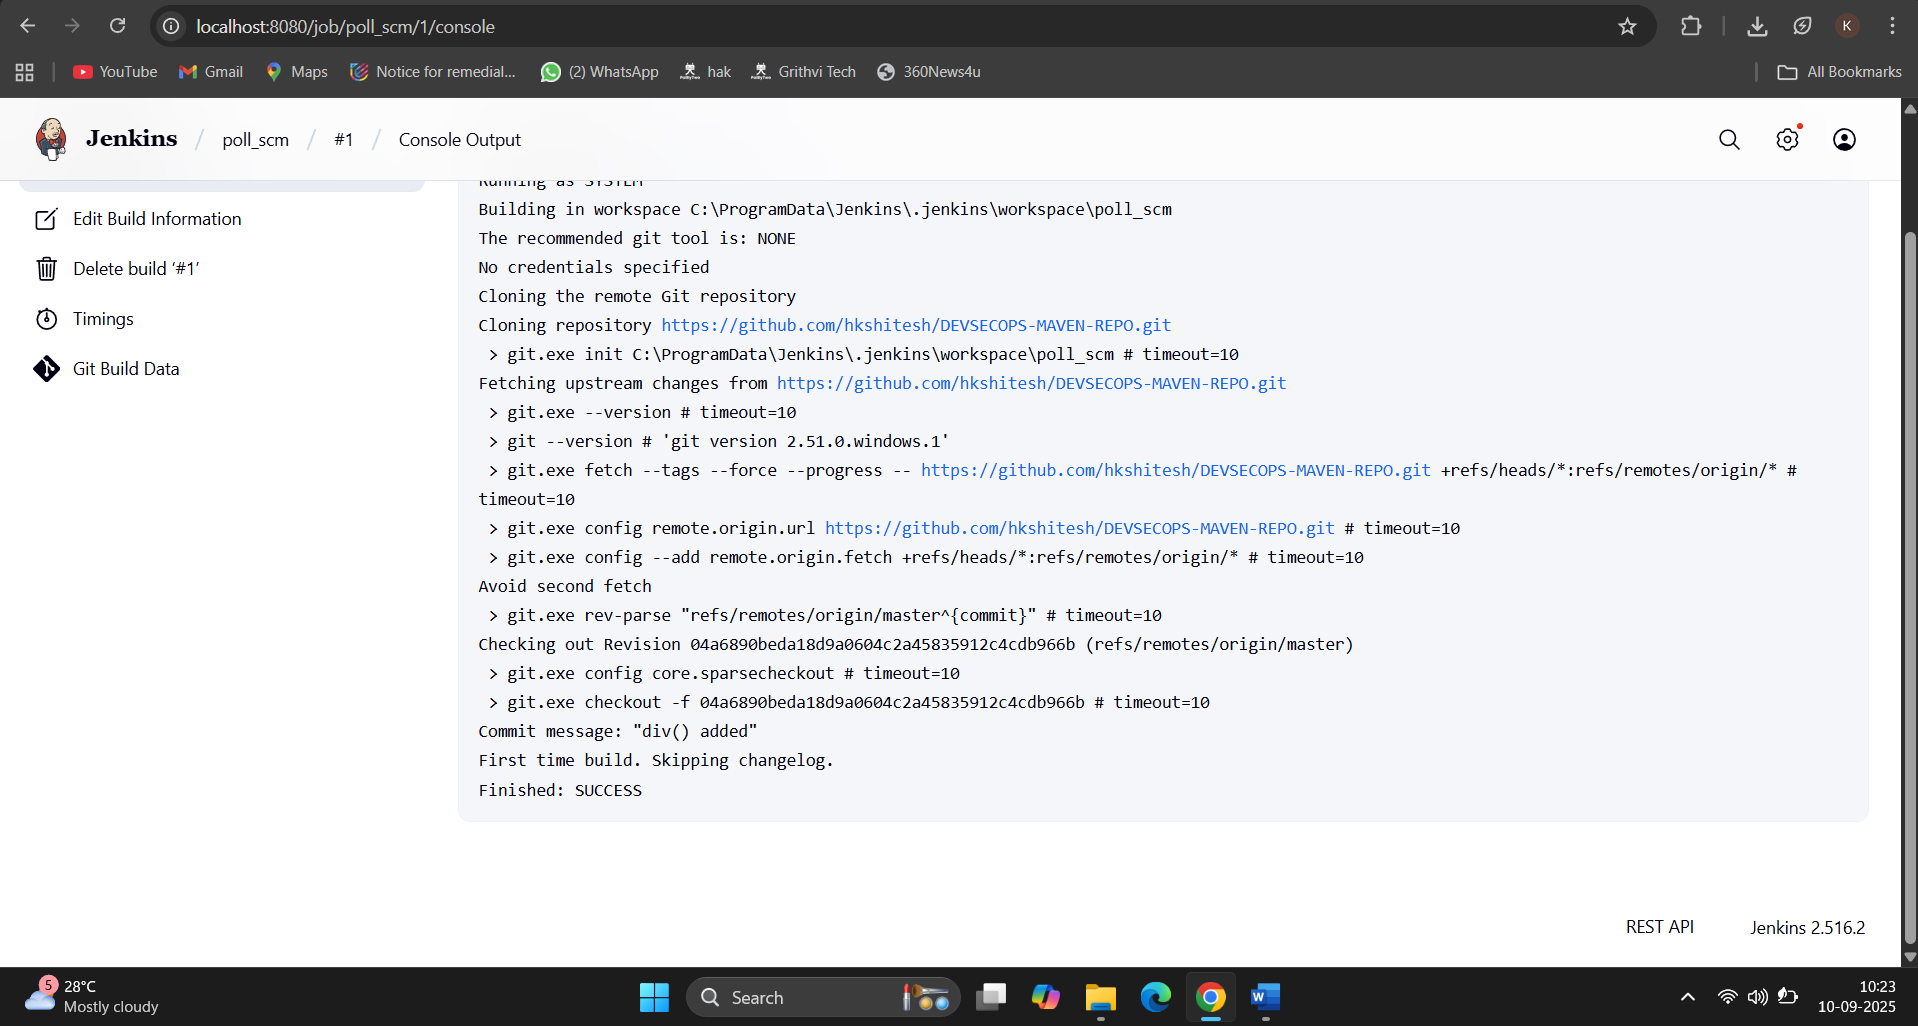 localhost:8080/job/poll_scm/1/console
K
YouTube
Gmail
Maps
Notice for remedial...
(2) WhatsApp
hak
Grithvi Tech
360News4u
All Bookmarks
Jenkins / poll_scm / #1 / Console Output
Running as SYSTEM
Edit Build Information
Delete build ‘#1’
Timings
Git Build Data
Building in workspace C:\ProgramData\Jenkins\.jenkins\workspace\poll_scm
The recommended git tool is: NONE
No credentials specified
Cloning the remote Git repository
Cloning repository https://github.com/hkshitesh/DEVSECOPS-MAVEN-REPO.git
> git.exe init C:\ProgramData\Jenkins\.jenkins\workspace\poll_scm # timeout=10
Fetching upstream changes from https://github.com/hkshitesh/DEVSECOPS-MAVEN-REPO.git
> git.exe --version # timeout=10
> git --version # 'git version 2.51.0.windows.1'
> git.exe fetch --tags --force --progress -- https://github.com/hkshitesh/DEVSECOPS-MAVEN-REPO.git +refs/heads/*:refs/remotes/origin/* #
timeout=10
> git.exe config remote.origin.url https://github.com/hkshitesh/DEVSECOPS-MAVEN-REPO.git # timeout=10
> git.exe config --add remote.origin.fetch +refs/heads/*:refs/remotes/origin/* # timeout=10
Avoid second fetch
> git.exe rev-parse "refs/remotes/origin/master^{commit}" # timeout=10
Checking out Revision 04a6890beda18d9a0604c2a45835912c4cdb966b (refs/remotes/origin/master)
> git.exe config core.sparsecheckout # timeout=10
> git.exe checkout -f 04a6890beda18d9a0604c2a45835912c4cdb966b # timeout=10
Commit message: "div() added"
First time build. Skipping changelog.
Finished: SUCCESS
REST API
Jenkins 2.516.2
5
28°C
Mostly cloudy
Search
W
10:23
10-09-2025